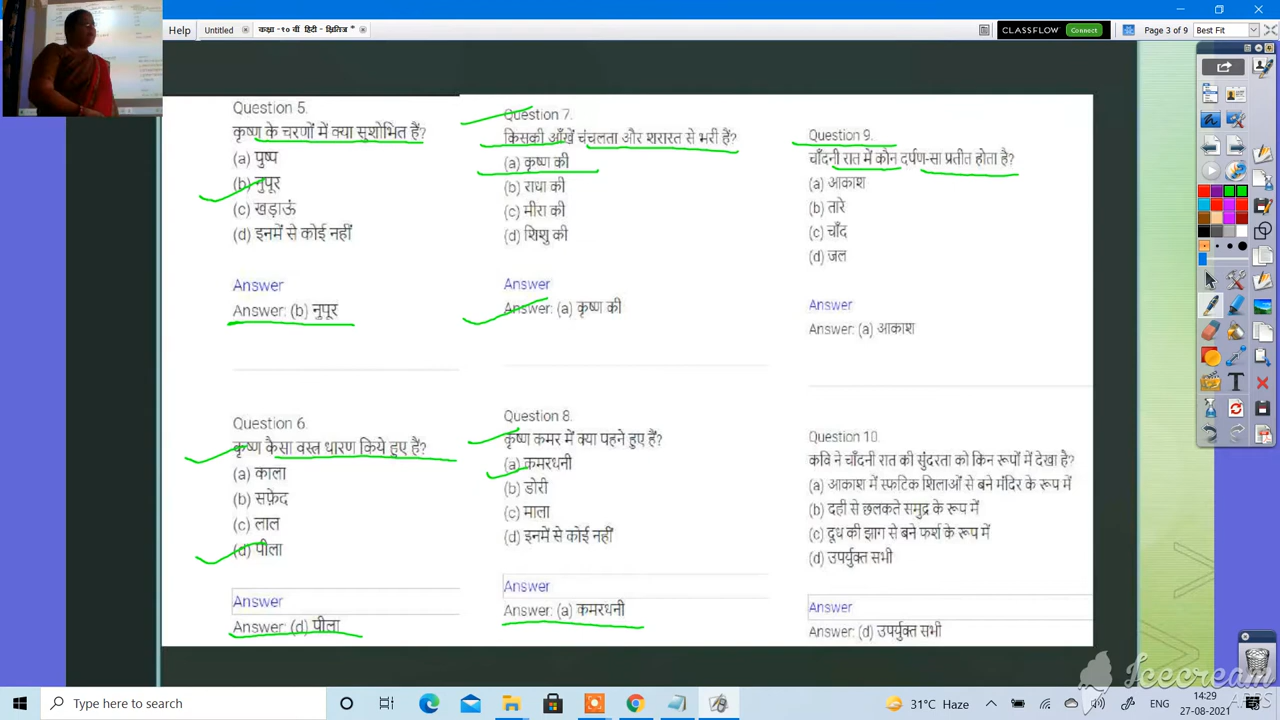 Help
Untitled
कक्षा -१० वीं हिंदी - क्षितिज *
CLASSFLOW
Connect
Page 3 of 9
Best Fit
Question 5.
कृष्ण के चरणों में क्या सुशोभित हैं?
(a) पुष्प
(b) नुपूर
(c) खड़ाऊं
(d) इनमें से कोई नहीं
Answer
Answer: (b) नुपूर
Question 6.
कृष्ण कैसा वस्त्र धारण किये हुए हैं?
(a) काला
(b) सफ़ेद
(c) लाल
(d) पीला
Answer
Answer: (d) पीला
Question 7.
किसकी आँखें चंचलता और शरारत से भरी हैं?
(a) कृष्ण की
(b) राधा की
(c) मीरा की
(d) शिशु की
Answer
Answer: (a) कृष्ण की
Question 8.
कृष्ण कमर में क्या पहने हुए हैं?
(a) कमरधनी
(b) डोरी
(c) माला
(d) इनमें से कोई नहीं
Answer
Answer: (a) कमरधनी
Question 9.
चाँदनी रात में कौन दर्पण-सा प्रतीत होता है?
(a) आकाश
(b) तारे
(c) चाँद
(d) जल
Answer
Answer: (a) आकाश
Question 10.
कवि ने चाँदनी रात की सुंदरता को किन रूपों में देखा है?
(a) आकाश में स्फटिक शिलाओं से बने मंदिर के रूप में
(b) दही से छलकते समुद्र के रूप में
(c) दूध की झाग से बने फर्श के रूप में
(d) उपर्युक्त सभी
Answer
Answer: (d) उपर्युक्त सभी
Icecream
APPS
Type here to search
31°C Haze
ENG
14:29
27-08-2021